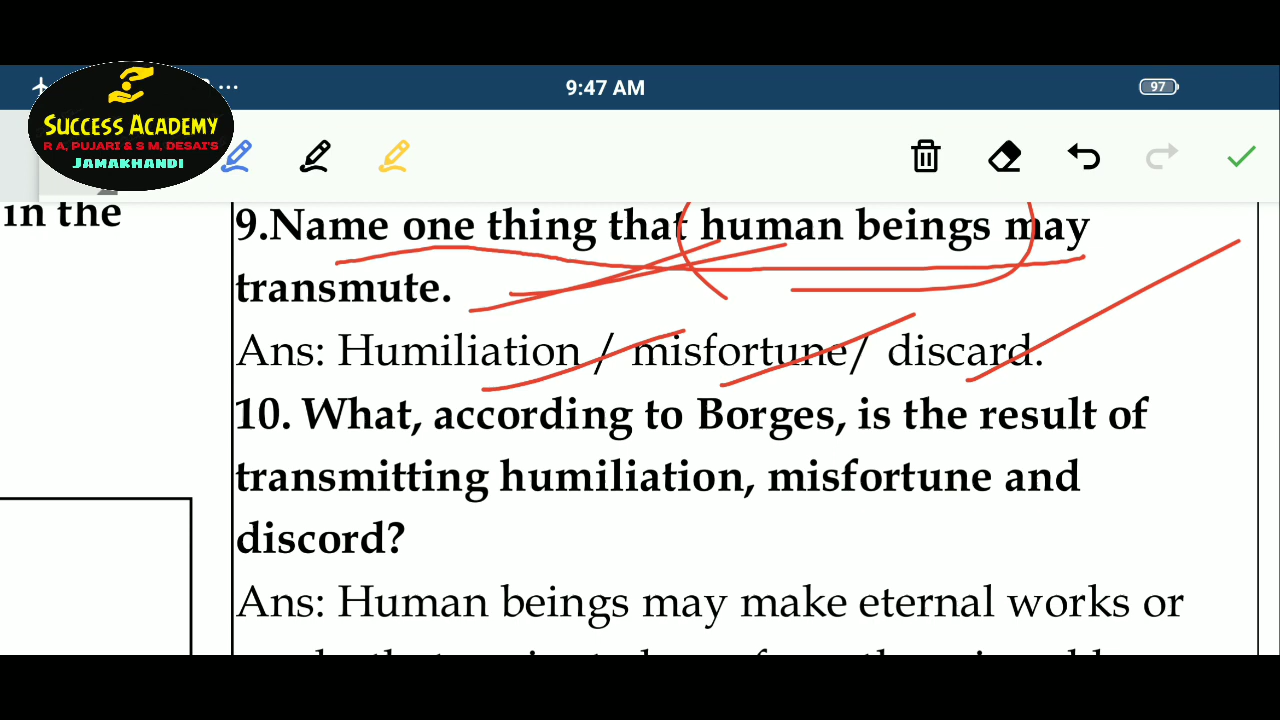 9:47 AM
97
SUCCESS ACADEMY
R A, PUJARI & S M, DESAI'S
JAMAKHANDI
in the
9.Name one thing that human beings may
transmute.
Ans: Humiliation / misfortune/ discard.
10. What, according to Borges, is the result of
transmitting humiliation, misfortune and
discord?
Ans: Human beings may make eternal works or